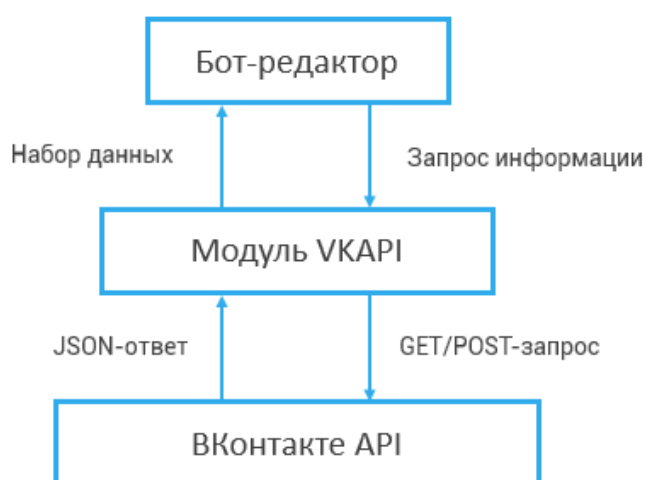 Бот-редактор
Набор данных
Запрос информации
Модуль VKAPI
JSON-ответ
GET/POST-запрос
ВКонтакте API